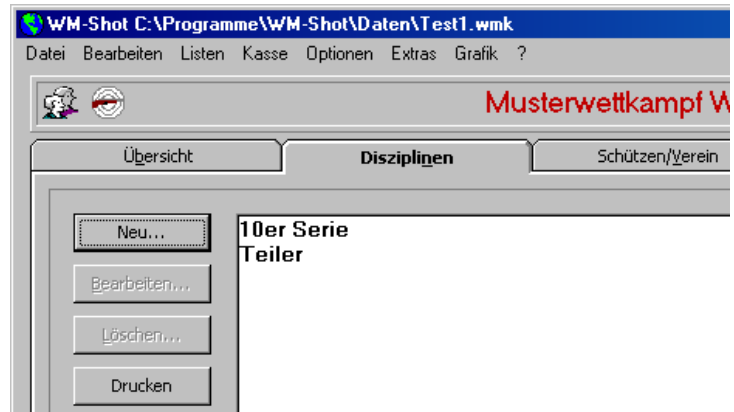 WM-Shot C:\Programme\WM-Shot\Daten\Test1.wmk
Datei Bearbeiten Listen Kasse Optionen Extras Grafik ?
Musterwettkampf W
Übersicht Disziplinen Schützen/Verein
Neu...
10er Serie
Teiler
Bearbeiten...
Löschen...
Drucken